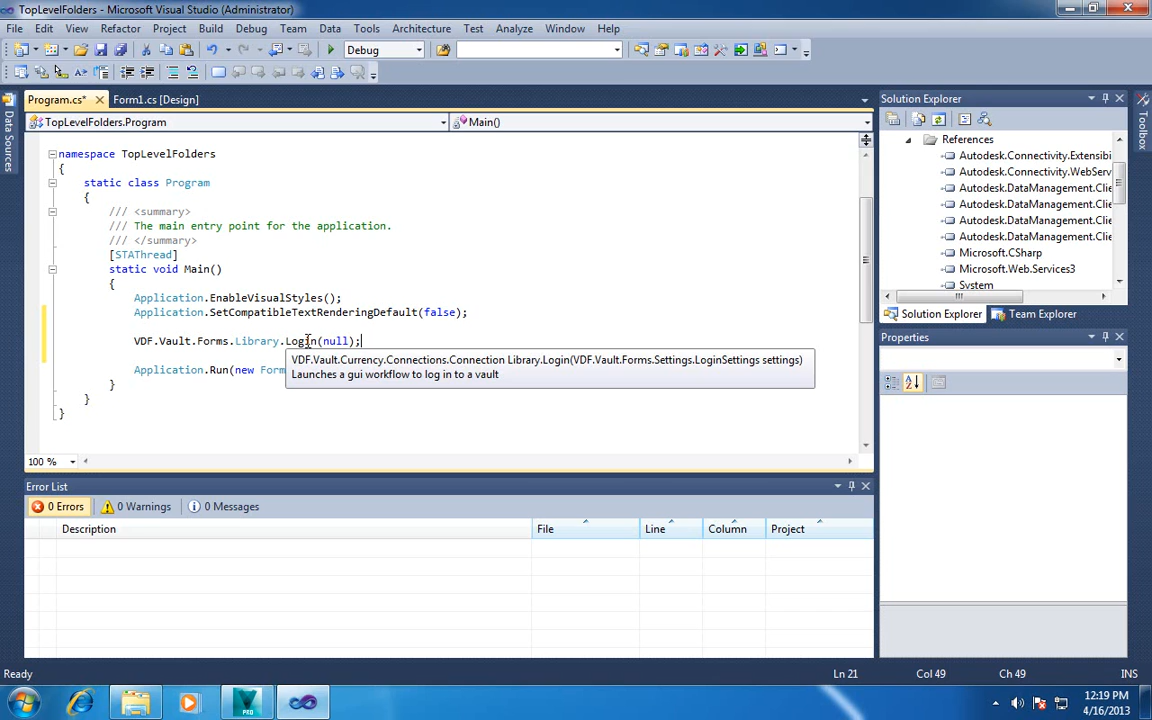 TopLevelFolders - Microsoft Visual Studio (Administrator)
File Edit View Refactor Project Build Debug Team Data Tools Architecture Test Analyze Window Help
Debug
Program.cs* Form1.cs [Design]
TopLevelFolders.Program Main()
namespace TopLevelFolders
{
static class Program
{
/// <summary>
/// The main entry point for the application.
/// </summary>
[STAThread]
static void Main()
{
Application.EnableVisualStyles();
Application.SetCompatibleTextRenderingDefault(false);
VDF.Vault.Forms.Library.Login(null);
VDF.Vault.Currency.Connections.Connection Library.Login(VDF.Vault.Forms.Settings.LoginSettings settings)
Launches a gui workflow to log in to a vault
Application.Run(new Form
}
}
}
100 %
Data Sources
Toolbox
Solution Explorer
References
Autodesk.Connectivity.Extensibi
Autodesk.Connectivity.WebServ
Autodesk.DataManagement.Clie
Autodesk.DataManagement.Clie
Autodesk.DataManagement.Clie
Autodesk.DataManagement.Clie
Microsoft.CSharp
Microsoft.Web.Services3
System
Solution Explorer Team Explorer
Properties
Error List
0 Errors 0 Warnings 0 Messages
Description File Line Column Project
Ready Ln 21 Col 49 Ch 49 INS
PRO
12:19 PM
4/16/2013